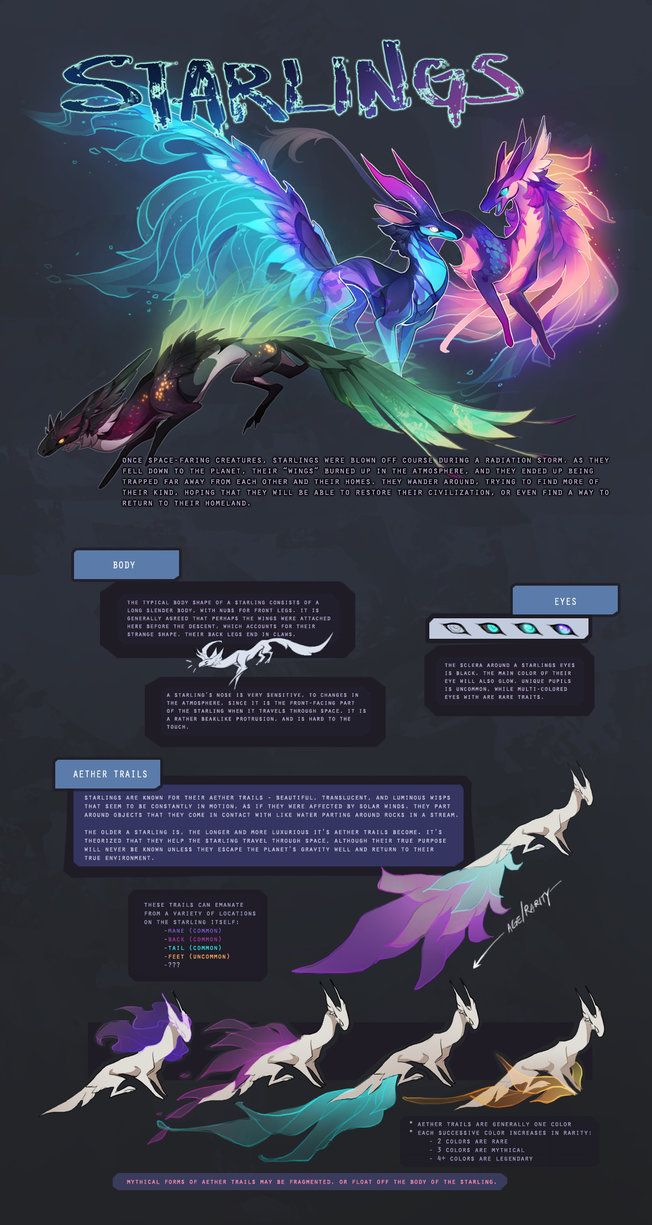 STARLINGS
ONCE SPACE-FARING CREATURES, STARLINGS WERE BLOWN OFF COURSE DURING A RADIATION STORM. AS THEY
FELL DOWN TO THE PLANET, THEIR "WINGS" BURNED UP IN THE ATMOSPHERE, AND THEY ENDED UP BEING
TRAPPED FAR AWAY FROM EACH OTHER AND THEIR HOMES. THEY WANDER AROUND, TRYING TO FIND MORE OF
THEIR KIND, HOPING THAT THEY WILL BE ABLE TO RESTORE THEIR CIVILIZATION, OR EVEN FIND A WAY TO
RETURN TO THEIR HOMELAND.
BODY
THE TYPICAL BODY SHAPE OF A STARLING CONSISTS OF A
LONG SLENDER BODY, WITH NUBS FOR FRONT LEGS. IT IS
GENERALLY AGREED THAT PERHAPS THE WINGS WERE ATTACHED
HERE BEFORE THE DESCENT, WHICH ACCOUNTS FOR THEIR
STRANGE SHAPE. THEIR BACK LEGS END IN CLAWS.
A STARLING'S NOSE IS VERY SENSITIVE, TO CHANGES IN
THE ATMOSPHERE, SINCE IT IS THE FRONT-FACING PART
OF THE STARLING WHEN IT TRAVELS THROUGH SPACE. IT IS
A RATHER BEAKLIKE PROTRUSION, AND IS HARD TO THE
TOUCH.
EYES
THE SCLERA AROUND A STARLINGS EYES
IS BLACK. THE MAIN COLOR OF THEIR
EYE WILL ALSO GLOW. UNIQUE PUPILS
IS UNCOMMON, WHILE MULTI-COLORED
EYES WITH ARE RARE TRAITS.
AETHER TRAILS
STARLINGS ARE KNOWN FOR THEIR AETHER TRAILS - BEAUTIFUL, TRANSLUCENT, AND LUMINOUS WISPS
THAT SEEM TO BE CONSTANTLY IN MOTION, AS IF THEY WERE AFFECTED BY SOLAR WINDS. THEY PART
AROUND OBJECTS THAT THEY COME IN CONTACT WITH LIKE WATER PARTING AROUND ROCKS IN A STREAM.
THE OLDER A STARLING IS, THE LONGER AND MORE LUXURIOUS IT'S AETHER TRAILS BECOME. IT'S
THEORIZED THAT THEY HELP THE STARLING TRAVEL THROUGH SPACE, ALTHOUGH THEIR TRUE PURPOSE
WILL NEVER BE KNOWN UNLESS THEY ESCAPE THE PLANET'S GRAVITY WELL AND RETURN TO THEIR
TRUE ENVIRONMENT.
AGE/RARITY
THESE TRAILS CAN EMANATE
FROM A VARIETY OF LOCATIONS
ON THE STARLING ITSELF:
-MANE (COMMON)
-BACK (COMMON)
-TAIL (COMMON)
-FEET (UNCOMMON)
-???
* AETHER TRAILS ARE GENERALLY ONE COLOR
* EACH SUCCESSIVE COLOR INCREASES IN RARITY:
- 2 COLORS ARE RARE
- 3 COLORS ARE MYTHICAL
- 4+ COLORS ARE LEGENDARY
MYTHICAL FORMS OF AETHER TRAILS MAY BE FRAGMENTED, OR FLOAT OFF THE BODY OF THE STARLING.